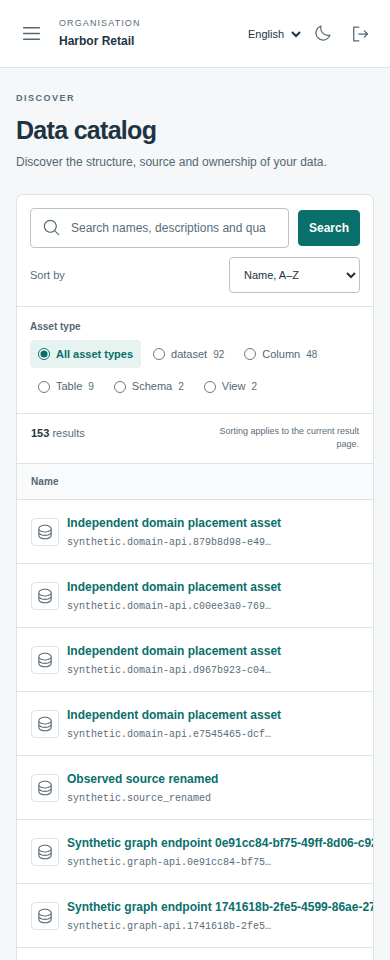 ORGANISATION
Harbor Retail
English
DISCOVER
Data catalog
Discover the structure, source and ownership of your data.
Search names, descriptions and qua
Search
Sort by
Name, A–Z
Asset type
All asset types
dataset 92
Column 48
Table 9
Schema 2
View 2
153 results
Sorting applies to the current result
page.
Name
Independent domain placement asset
synthetic.domain-api.879b8d98-e49…
Independent domain placement asset
synthetic.domain-api.c00ee3a0-769…
Independent domain placement asset
synthetic.domain-api.d967b923-c04…
Independent domain placement asset
synthetic.domain-api.e7545465-dcf…
Observed source renamed
synthetic.source_renamed
Synthetic graph endpoint 0e91cc84-bf75-49ff-8d06-c92
synthetic.graph-api.0e91cc84-bf75…
Synthetic graph endpoint 1741618b-2fe5-4599-86ae-27
synthetic.graph-api.1741618b-2fe5…